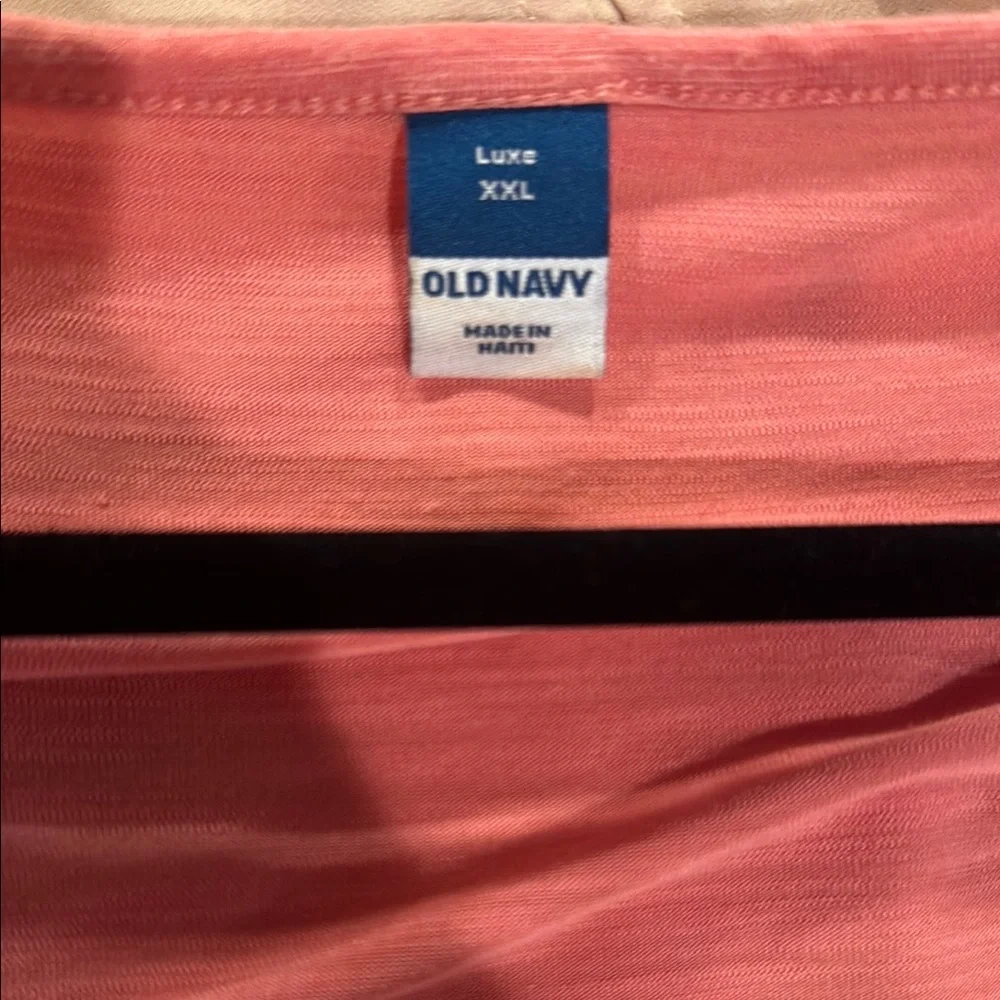 Luxe
XXL
OLD NAVY
MADE IN
HAITI